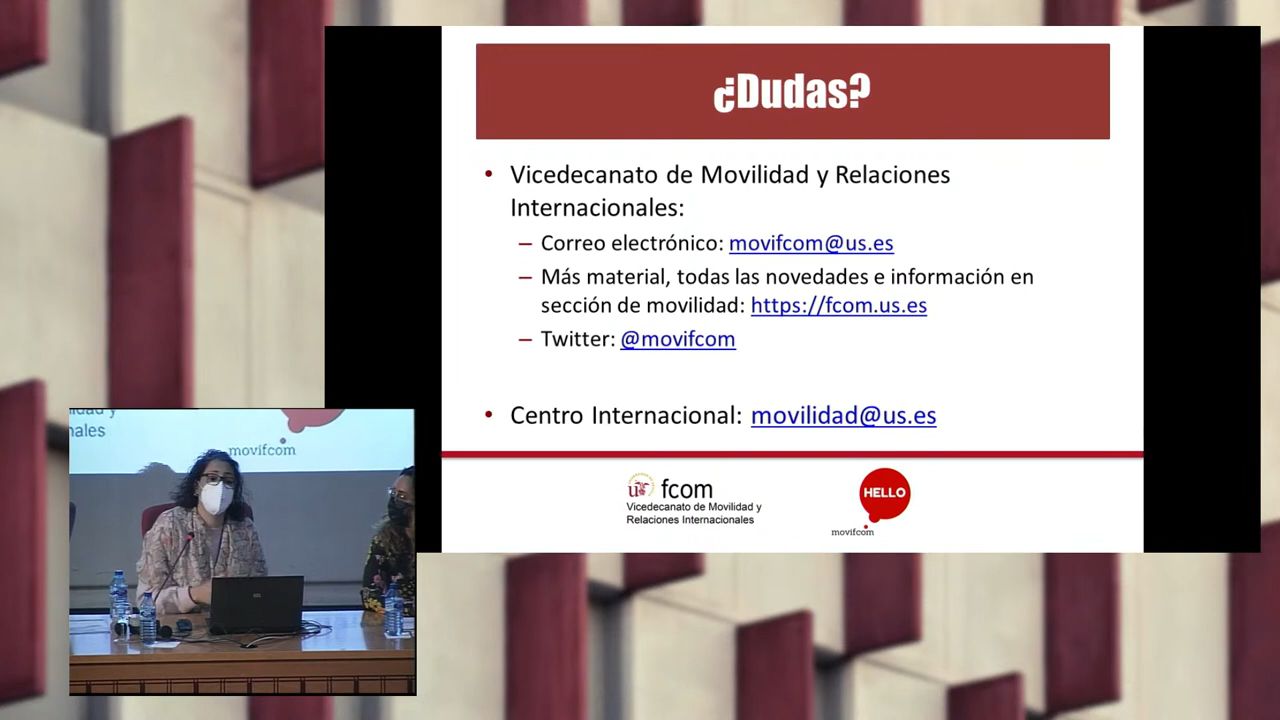 ¿Dudas?
• Vicedecanato de Movilidad y Relaciones
Internacionales:
– Correo electrónico: movifcom@us.es
– Más material, todas las novedades e información en
sección de movilidad: https://fcom.us.es
– Twitter: @movifcom
• Centro Internacional: movilidad@us.es
fcom
Vicedecanato de Movilidad y
Relaciones Internacionales
HELLO
movifcom
movifcom